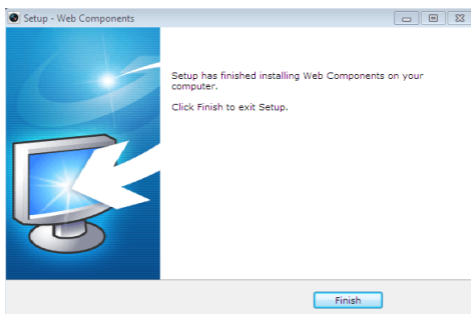 Setup - Web Components
Setup has finished installing Web Components on your
computer.
Click Finish to exit Setup.
Finish